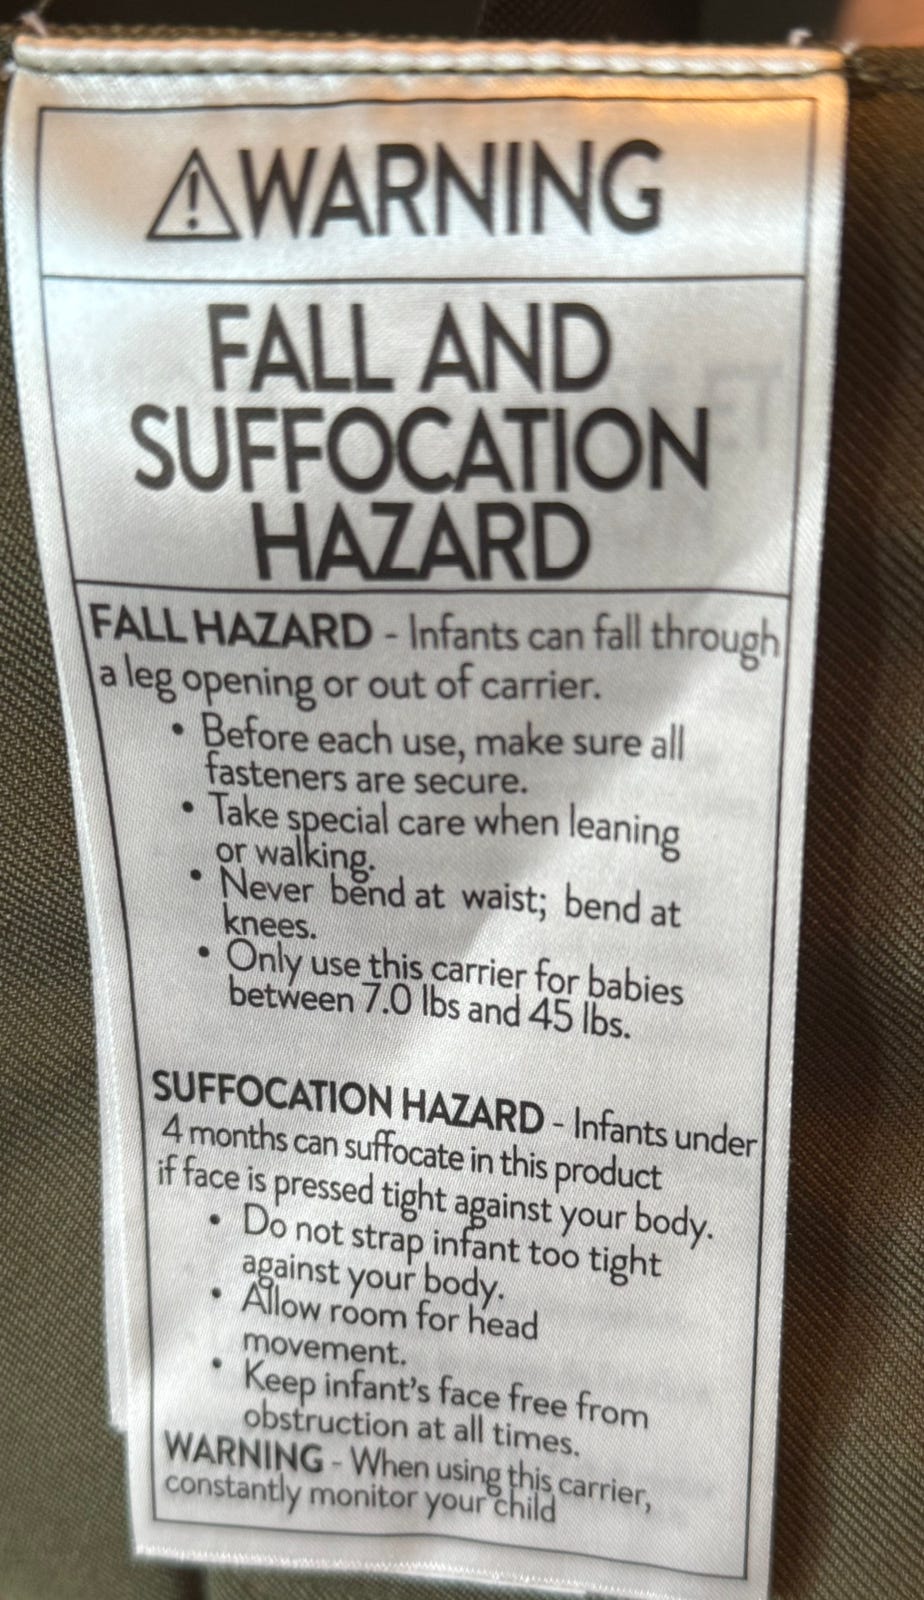 ⚠WARNING
FALL AND
SUFFOCATION
HAZARD
FALL HAZARD - Infants can fall through
a leg opening or out of carrier.
• Before each use, make sure all
fasteners are secure.
• Take special care when leaning
or walking.
• Never bend at waist; bend at
knees.
• Only use this carrier for babies
between 7.0 lbs and 45 lbs.
SUFFOCATION HAZARD - Infants under
4 months can suffocate in this product
if face is pressed tight against your body.
• Do not strap infant too tight
against your body.
• Allow room for head
movement.
• Keep infant's face free from
obstruction at all times.
WARNING - When using this carrier,
constantly monitor your child